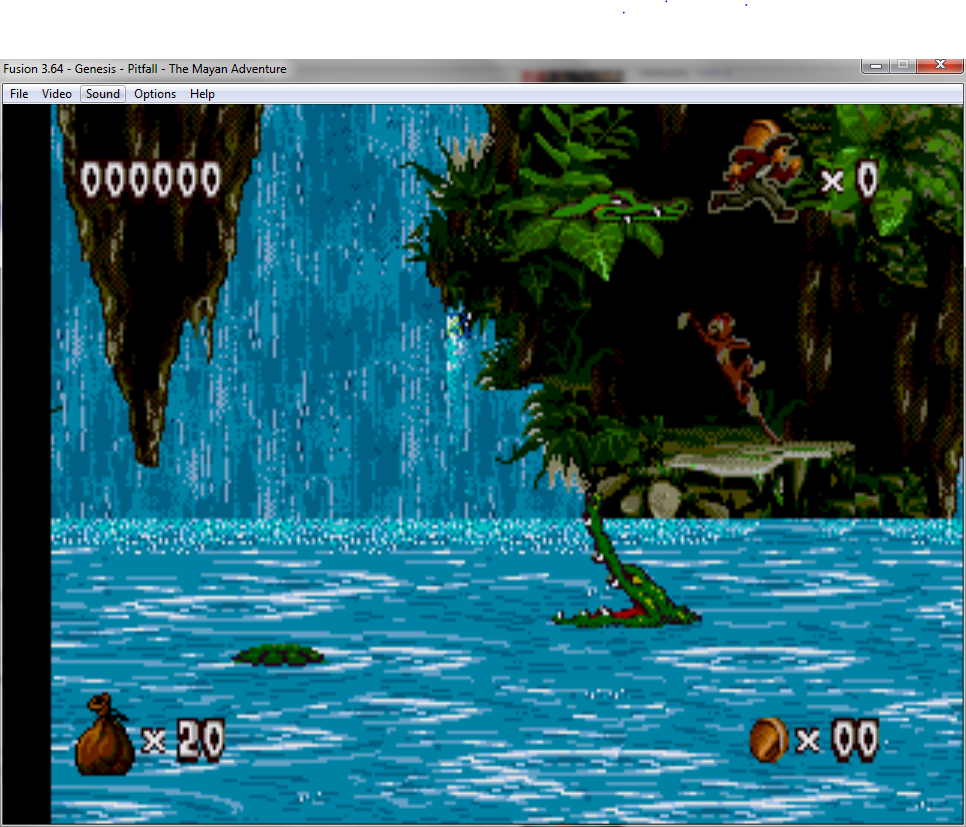 Fusion 3.64 - Genesis - Pitfall - The Mayan Adventure
File Video Sound Options Help
000000
x 0
x 20
x 00